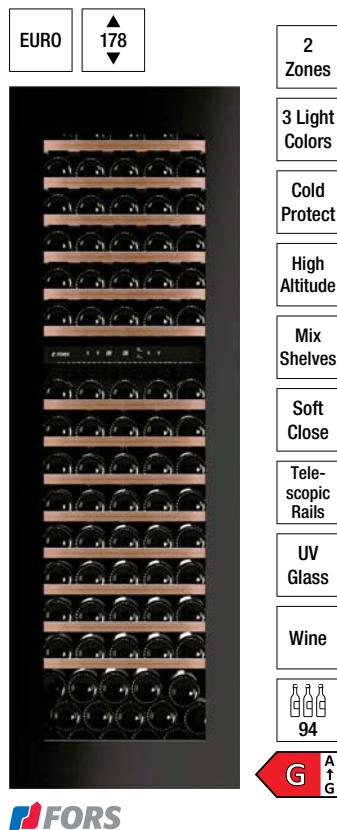 EURO
▲
178
▼
2
Zones
3 Light
Colors
Cold
Protect
High
Altitude
Mix
Shelves
Soft
Close
Tele-
scopic
Rails
UV
Glass
Wine
94
G
A
↑
G
FORS
FORS